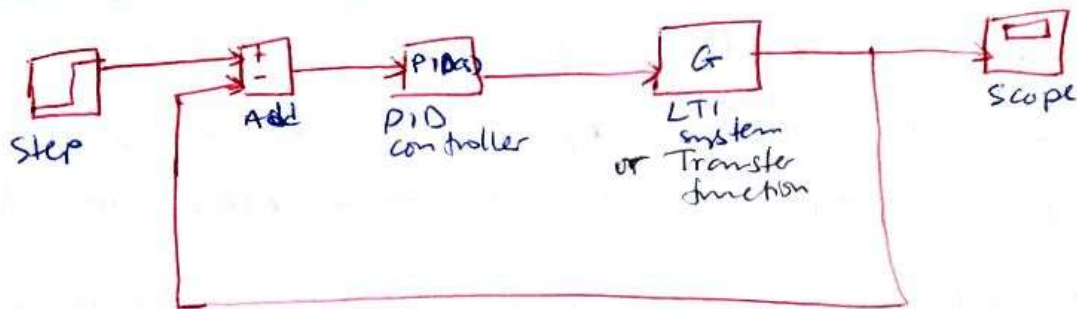 +
-
PID(s)
G
Step
Add
PID
controller
LTI
system
or Transfer
function
Scope